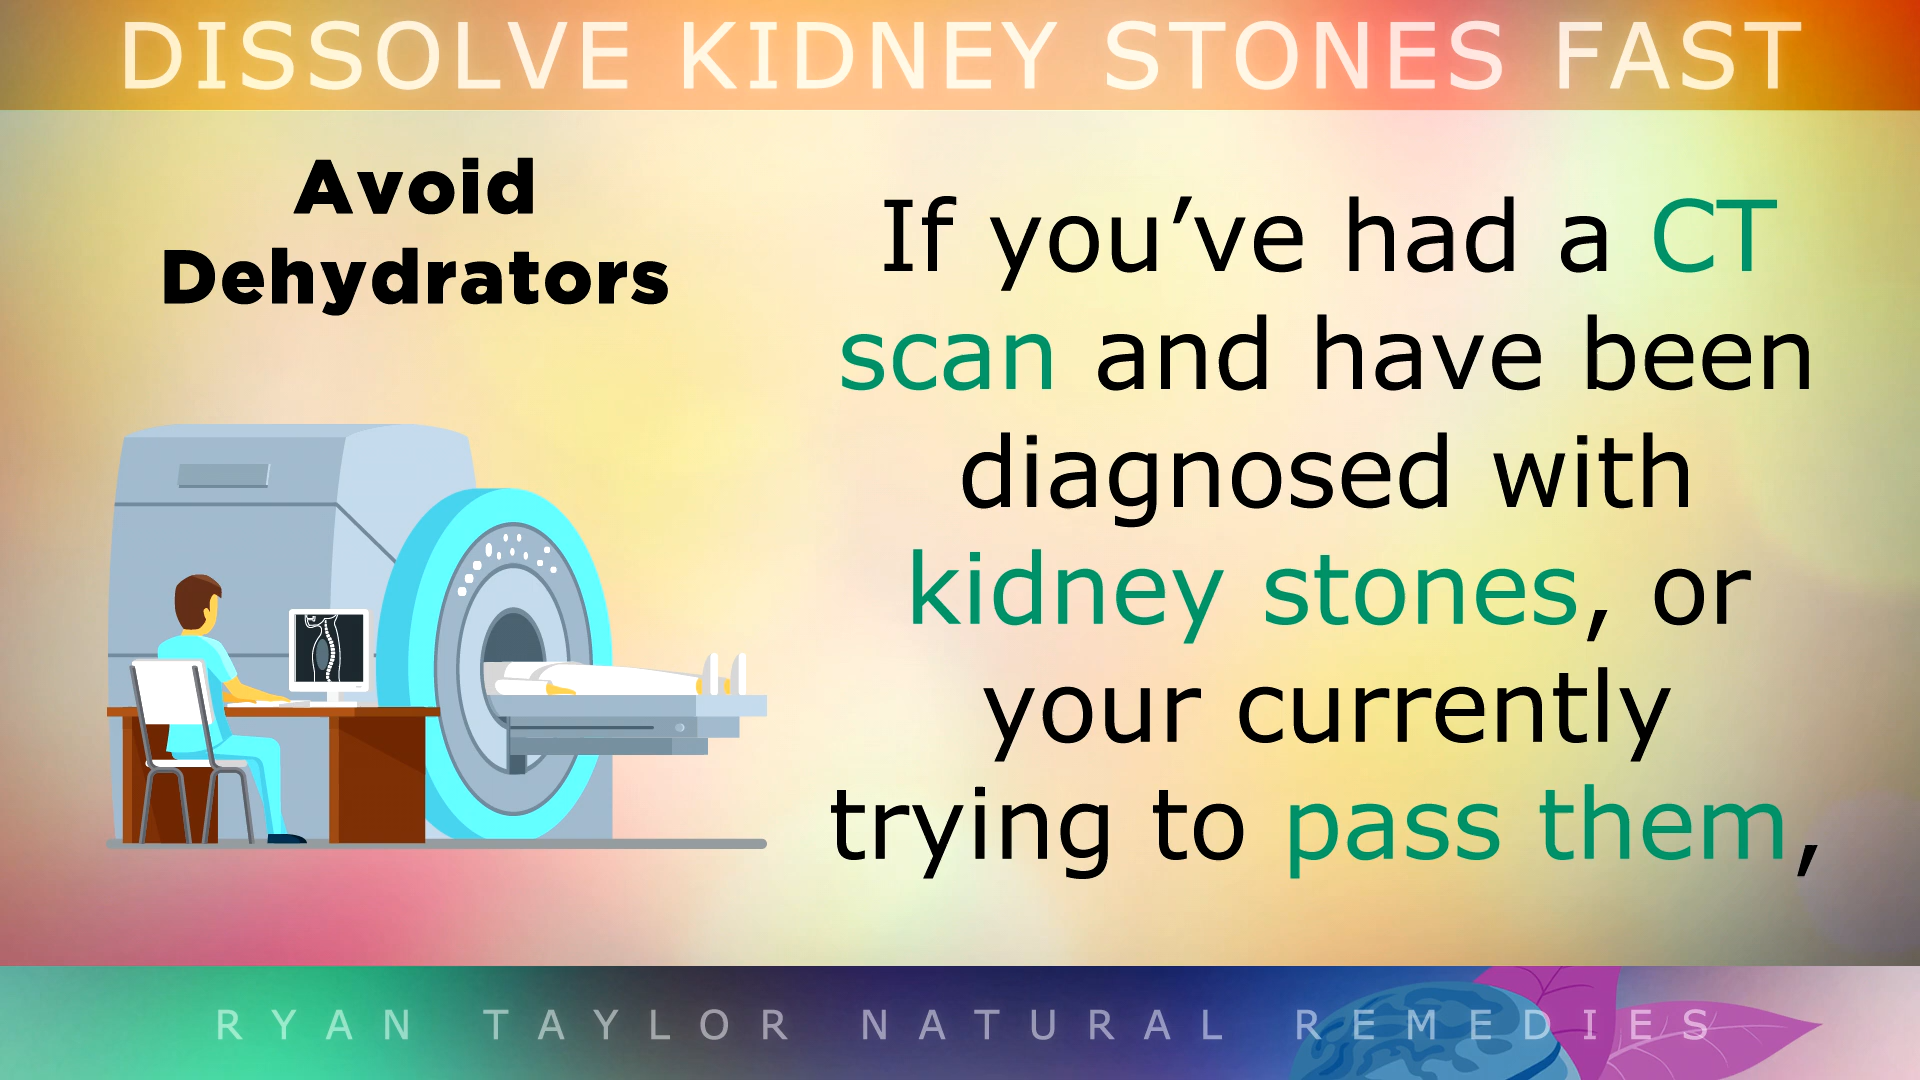 DISSOLVE KIDNEY STONES FAST
Avoid
Dehydrators
If you’ve had a CT
scan and have been
diagnosed with
kidney stones, or
your currently
trying to pass them,
RYAN TAYLOR NATURAL REMEDIES